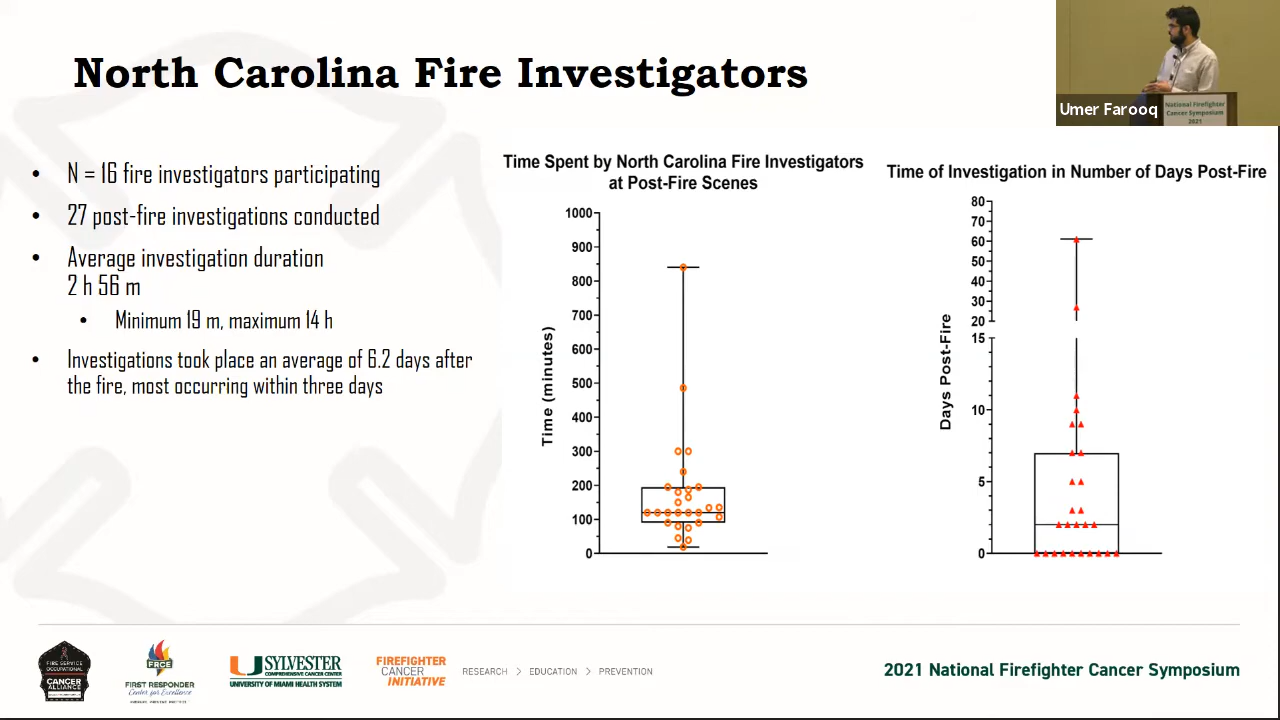 North Carolina Fire Investigators
Umer Farooq
National Firefighter
Cancer Symposium
2021
• N = 16 fire investigators participating
• 27 post-fire investigations conducted
• Average investigation duration
2 h 56 m
• Minimum 19 m, maximum 14 h
• Investigations took place an average of 6.2 days after
the fire, most occurring within three days
Time Spent by North Carolina Fire Investigators
at Post-Fire Scenes
Time (minutes)
1000
900
800
700
600
500
400
300
200
100
0
Time of Investigation in Number of Days Post-Fire
Days Post-Fire
80
70
60
50
40
30
20
15
10
5
0
FIRE SERVICE
OCCUPATIONAL
CANCER
ALLIANCE
FRCE
FIRST RESPONDER
Center for Excellence
SYLVESTER
COMPREHENSIVE CANCER CENTER
UNIVERSITY OF MIAMI HEALTH SYSTEM
FIREFIGHTER
CANCER
INITIATIVE
RESEARCH > EDUCATION > PREVENTION
2021 National Firefighter Cancer Symposium